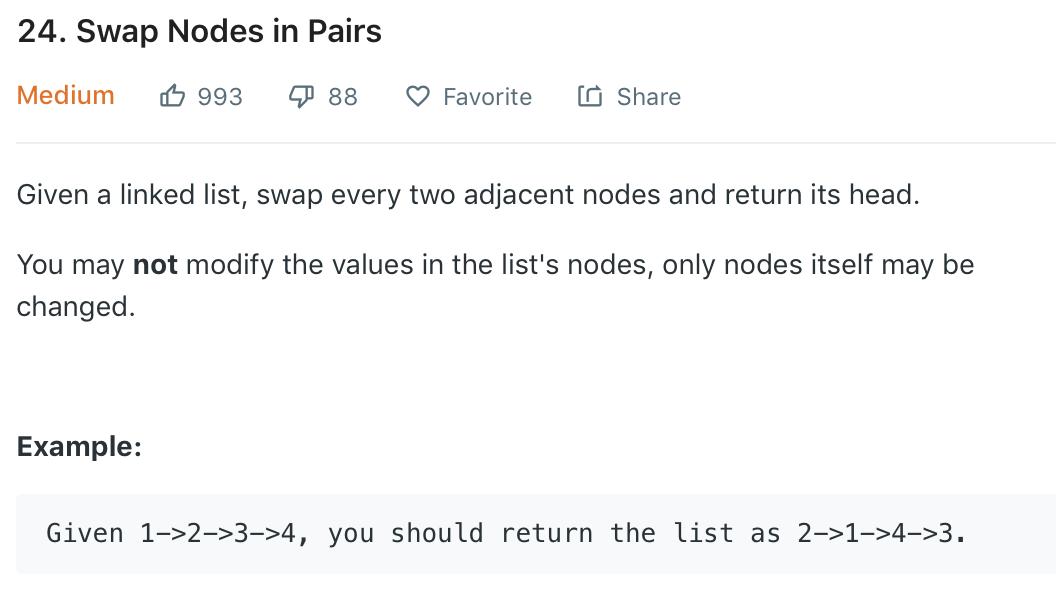 24. Swap Nodes in Pairs
Medium 993 88 Favorite Share
Given a linked list, swap every two adjacent nodes and return its head.
You may not modify the values in the list's nodes, only nodes itself may be
changed.
Example:
Given 1->2->3->4, you should return the list as 2->1->4->3.